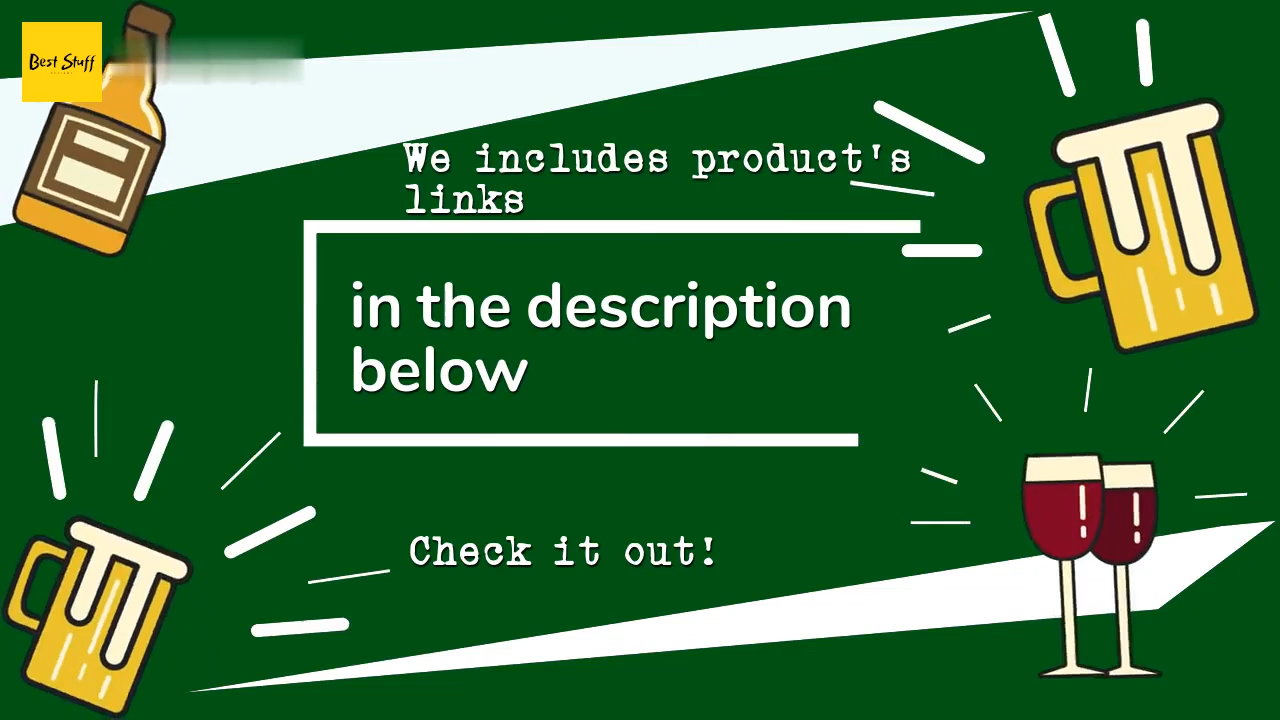 Best Stuff
We includes product's
links
in the description
below
Check it out!